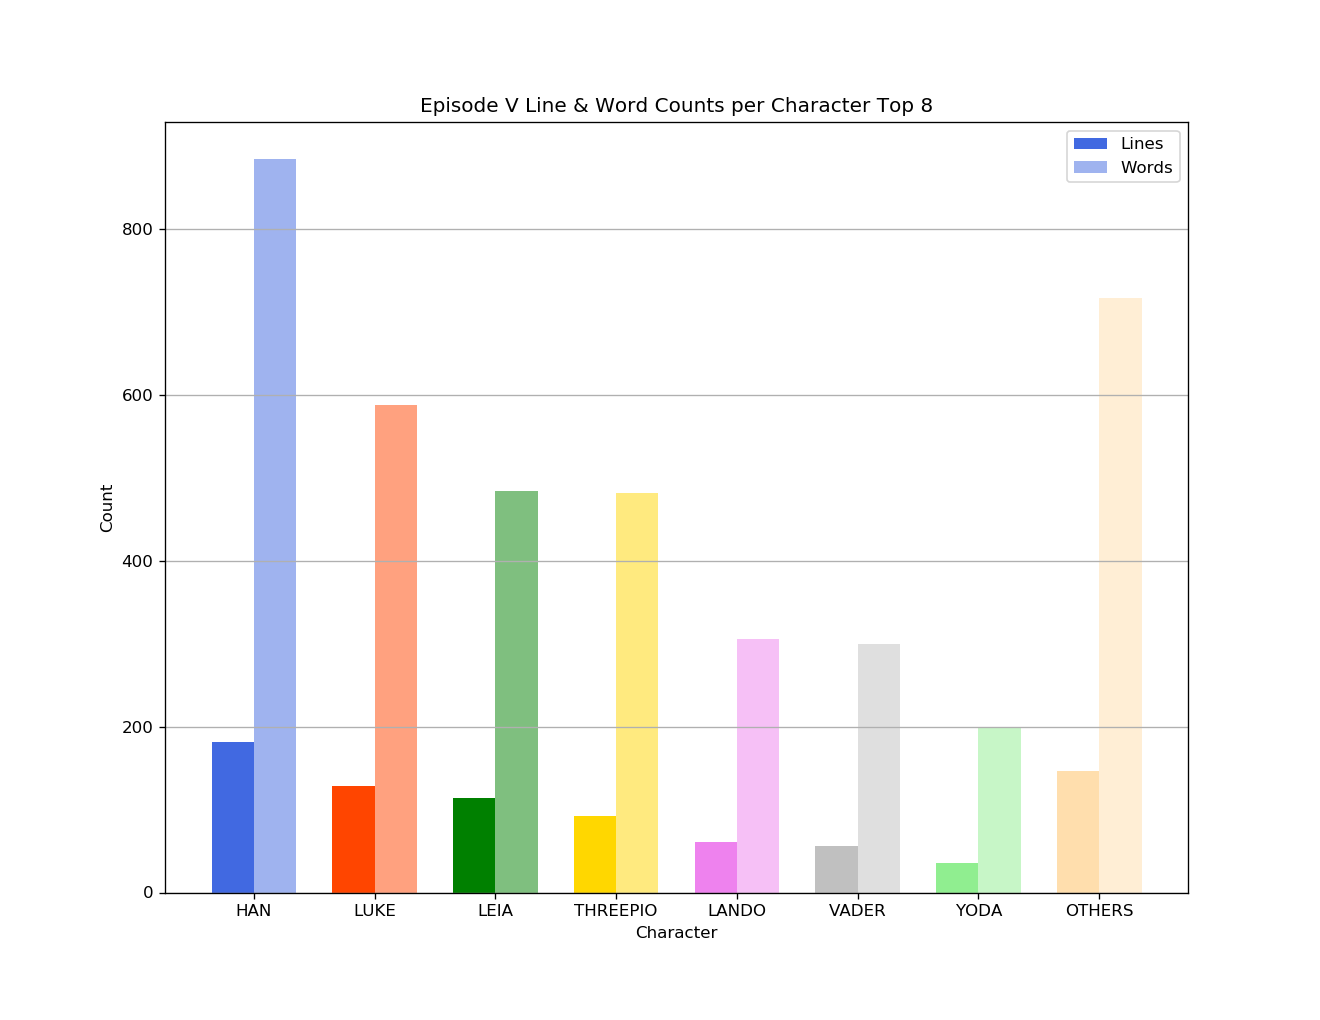 Episode V Line & Word Counts per Character Top 8
Lines
Words
800
600
400
200
0
Count
HAN LUKE LEIA THREEPIO LANDO VADER YODA OTHERS
Character